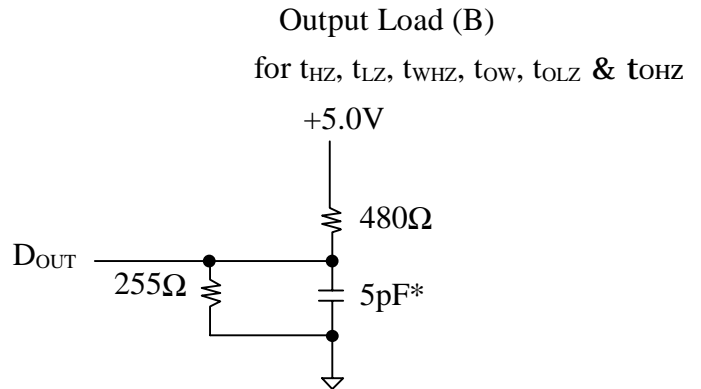 Output Load (B)
for tHZ, tLZ, tWHZ, tOW, tOLZ & tOHZ
+5.0V
480Ω
DOUT
255Ω
5pF*